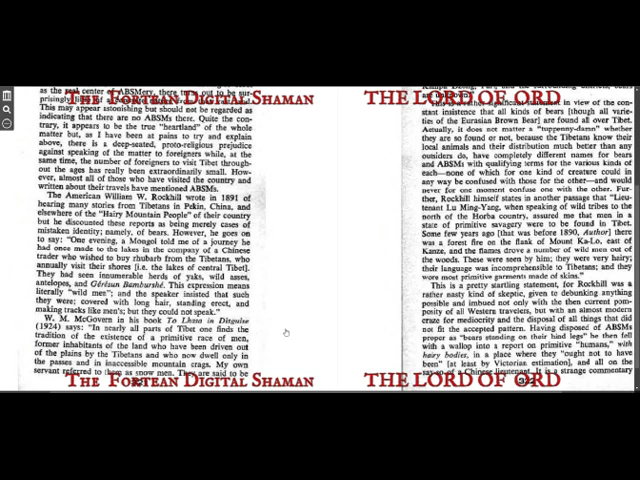 THE FORTEAN DIGITAL SHAMAN
as the real center of ABSMery, there turn out to be sur-
This may appear astonishing but should not be regarded as
indicating that there are no ABSMs there. Quite the con-
trary, it appears to be the true "heartland" of the whole
matter but, as I have been at pains to try and explain
above, there is a deep-seated, proto-religious prejudice
against speaking of the matter to foreigners while, at the
same time, the number of foreigners to visit Tibet through-
out the ages has really been extraordinarily small. How-
ever, almost all of those who have visited the country and
written about their travels have mentioned ABSMs.
The American William W. Rockhill wrote in 1891 of
hearing many stories from Tibetans in Pekin, China, and
elsewhere of the "Hairy Mountain People" of their country
but he discounted these reports as being merely cases of
mistaken identity; namely, of bears. However, he goes on
to say: "One evening, a Mongol told me of a journey he
had once made to the lakes in the company of a Chinese
trader who wished to buy rhubarb from the Tibetans, who
annually visit their shores [i.e. the lakes of central Tibet].
They had seen innumerable herds of yaks, wild asses,
antelopes, and Gérésun Bamburshé. This expression means
literally "wild men"; and the speaker insisted that such
they were; covered with long hair, standing erect, and
making tracks like men's; but they could not speak."
W. M. McGovern in his book To Lhasa in Disguise
(1924) says: "In nearly all parts of Tibet one finds the
tradition of the existence of a primitive race of men,
former inhabitants of the land who have been driven out
of the plains by the Tibetans and who now dwell only in
the passes and in inaccessible mountain crags. My own
servant referred to them as snow men. They are said to be
THE FORTEAN DIGITAL SHAMAN
THE LORD OF ORD
This is a rather significant statement in view of the con-
stant insistence that all kinds of bears [though all varie-
ties of the Eurasian Brown Bear] are found all over Tibet.
Actually, it does not matter a "tuppenny-damn" whether
they are so found or not, because the Tibetans know their
local animals and their distribution much better than any
outsiders do, have completely different names for bears
and ABSMs with qualifying terms for the various kinds of
each—none of which for one kind of creature could in
any way be confused with those for the other—and would
never for one moment confuse one with the other. Fur-
ther, Rockhill himself states in another passage that "Lieu-
tenant Lu Ming-Yang, when speaking of wild tribes to the
north of the Horba country, assured me that men in a
state of primitive savagery were to be found in Tibet.
Some few years ago [that was before 1890, Author] there
was a forest fire on the flank of Mount Ka-Lo, east of
Kanze, and the flames drove a number of wild men out of
the woods. These were seen by him; they were very hairy;
their language was incomprehensible to Tibetans; and they
wore most primitive garments made of skins."
This is a pretty startling statement, for Rockhill was a
rather nasty kind of skeptic, given to debunking anything
possible and imbued not only with the then current pom-
posity of all Western travelers, but with an almost modern
craze for mediocrity and the disposal of all things that did
not fit the accepted pattern. Having disposed of ABSMs
proper as "bears standing on their hind legs" he then fell
with a wallop into a report on primitive "humans," with
hairy bodies, in a place where they "ought not to have
been" [at least by Victorian estimation], and all on the
say-so of a Chinese lieutenant. It is a strange commentary
THE LORD OF ORD